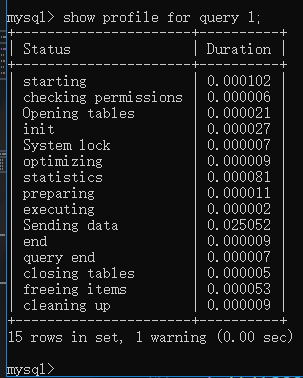 mysql> show profile for query 1;
+----------------------+----------+
| Status               | Duration |
+----------------------+----------+
| starting             | 0.000102 |
| checking permissions | 0.000006 |
| Opening tables       | 0.000021 |
| init                 | 0.000027 |
| System lock          | 0.000007 |
| optimizing           | 0.000009 |
| statistics           | 0.000081 |
| preparing            | 0.000011 |
| executing            | 0.000002 |
| Sending data         | 0.025052 |
| end                  | 0.000009 |
| query end            | 0.000007 |
| closing tables       | 0.000005 |
| freeing items        | 0.000053 |
| cleaning up          | 0.000009 |
+----------------------+----------+
15 rows in set, 1 warning (0.00 sec)
mysql>